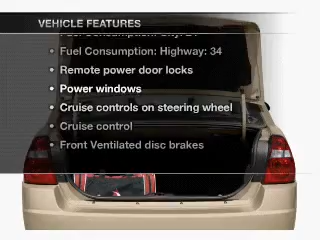 VEHICLE FEATURES
Fuel Consumption: Highway: 34
Remote power door locks
Power windows
Cruise controls on steering wheel
Cruise control
Front Ventilated disc brakes